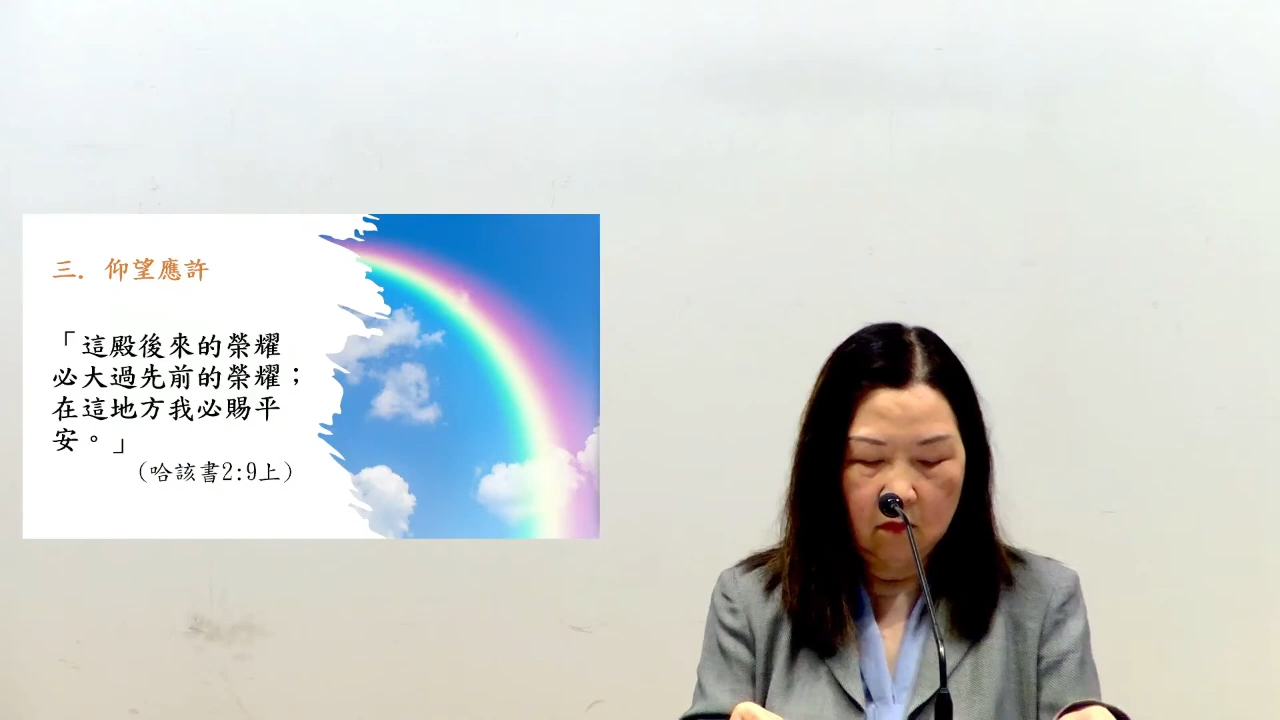 三. 仰望應許
「這殿後來的榮耀
必大過先前的榮耀；
在這地方我必賜平
安。」
(哈該書2:9上)